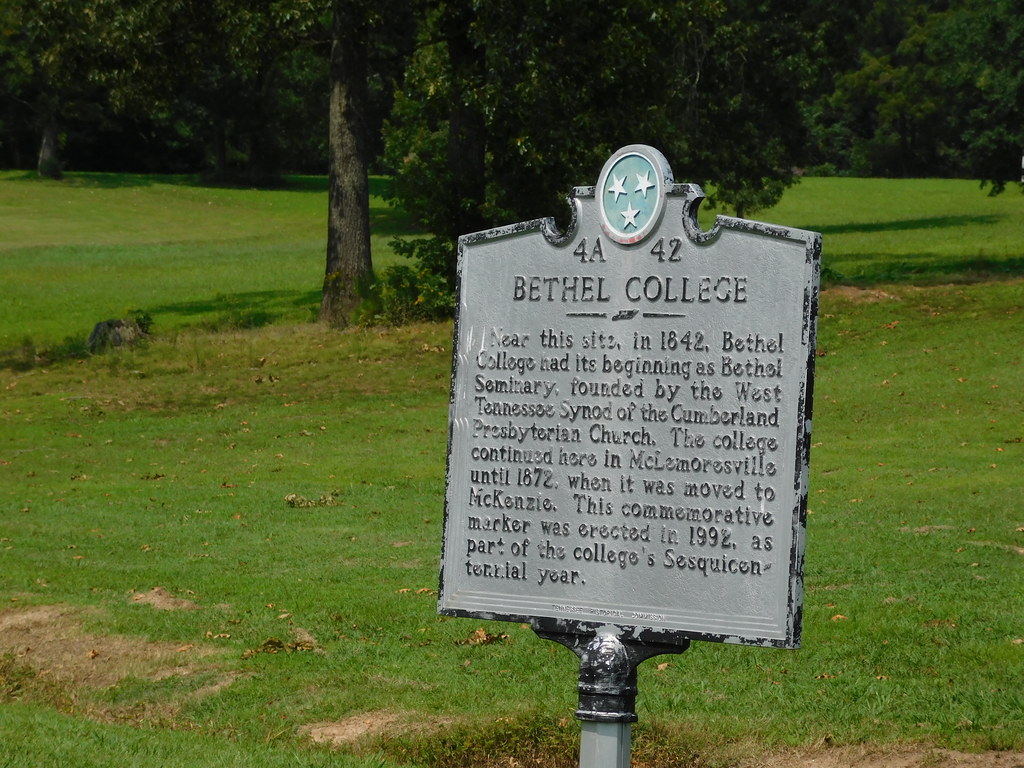 4A 42
BETHEL COLLEGE
Near this site, in 1842, Bethel
College had its beginning as Bethel
Seminary, founded by the West
Tennessee Synod of the Cumberland
Presbyterian Church. The college
continued here in McLemoresville
until 1872, when it was moved to
McKenzie. This commemorative
marker was erected in 1992, as
part of the college's Sesquicen-
tennial year.
TENNESSEE HISTORICAL COMMISSION